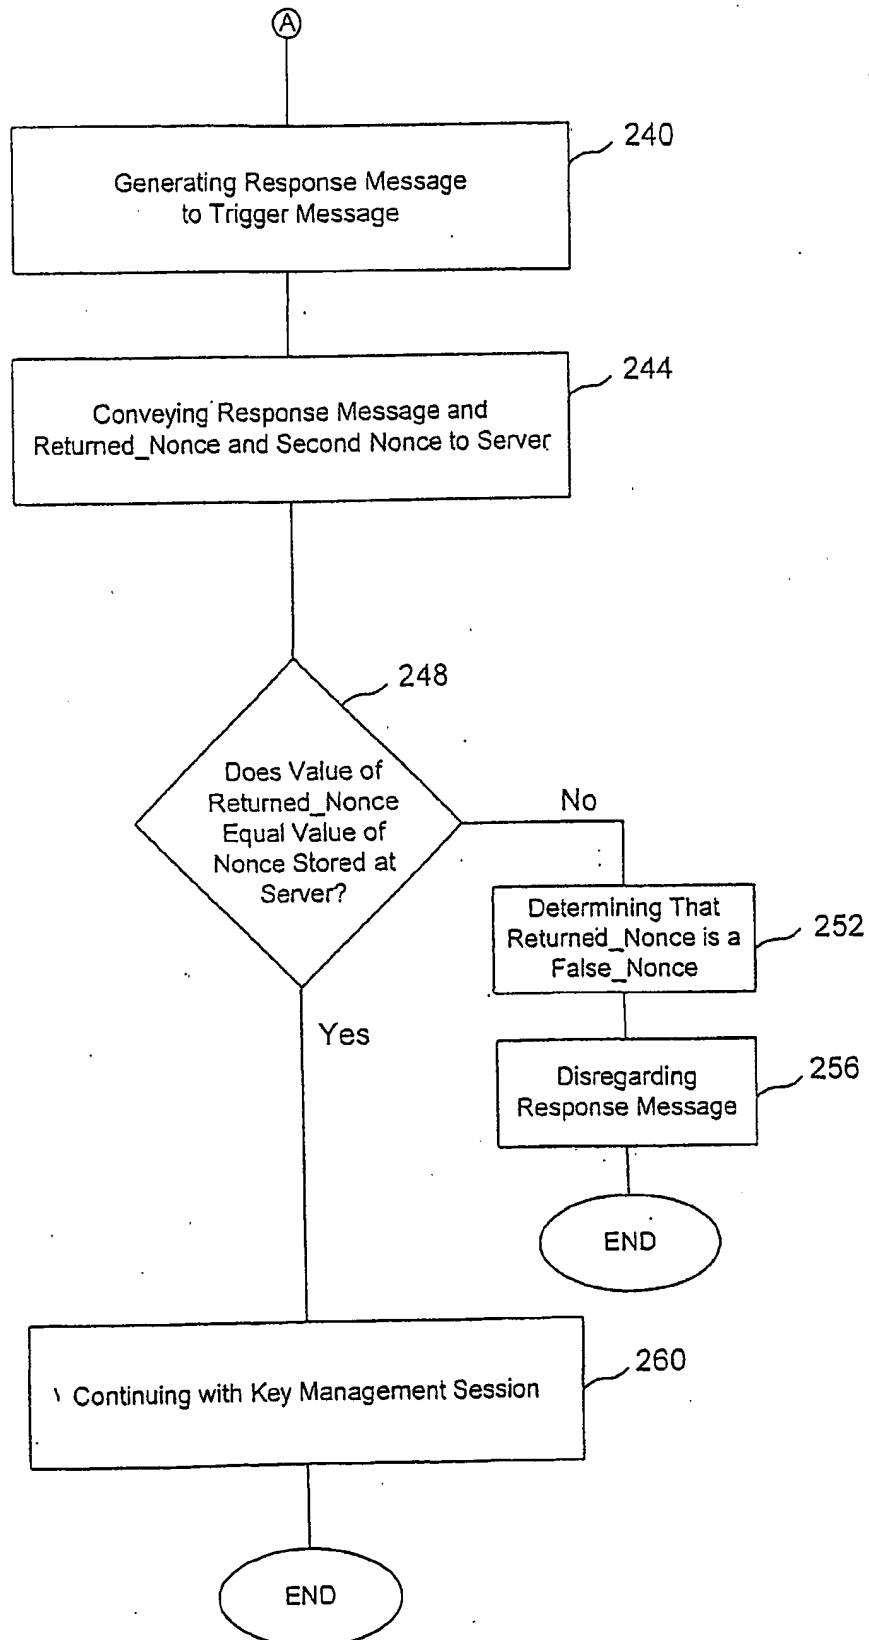 A
240
Generating Response Message
to Trigger Message
244
Conveying Response Message and
Returned_Nonce and Second Nonce to Server
248
Does Value of
Returned_Nonce
Equal Value of
Nonce Stored at
Server?
No
Determining That
Returned_Nonce is a
False_Nonce
252
Yes
Disregarding
Response Message
256
END
260
Continuing with Key Management Session
END